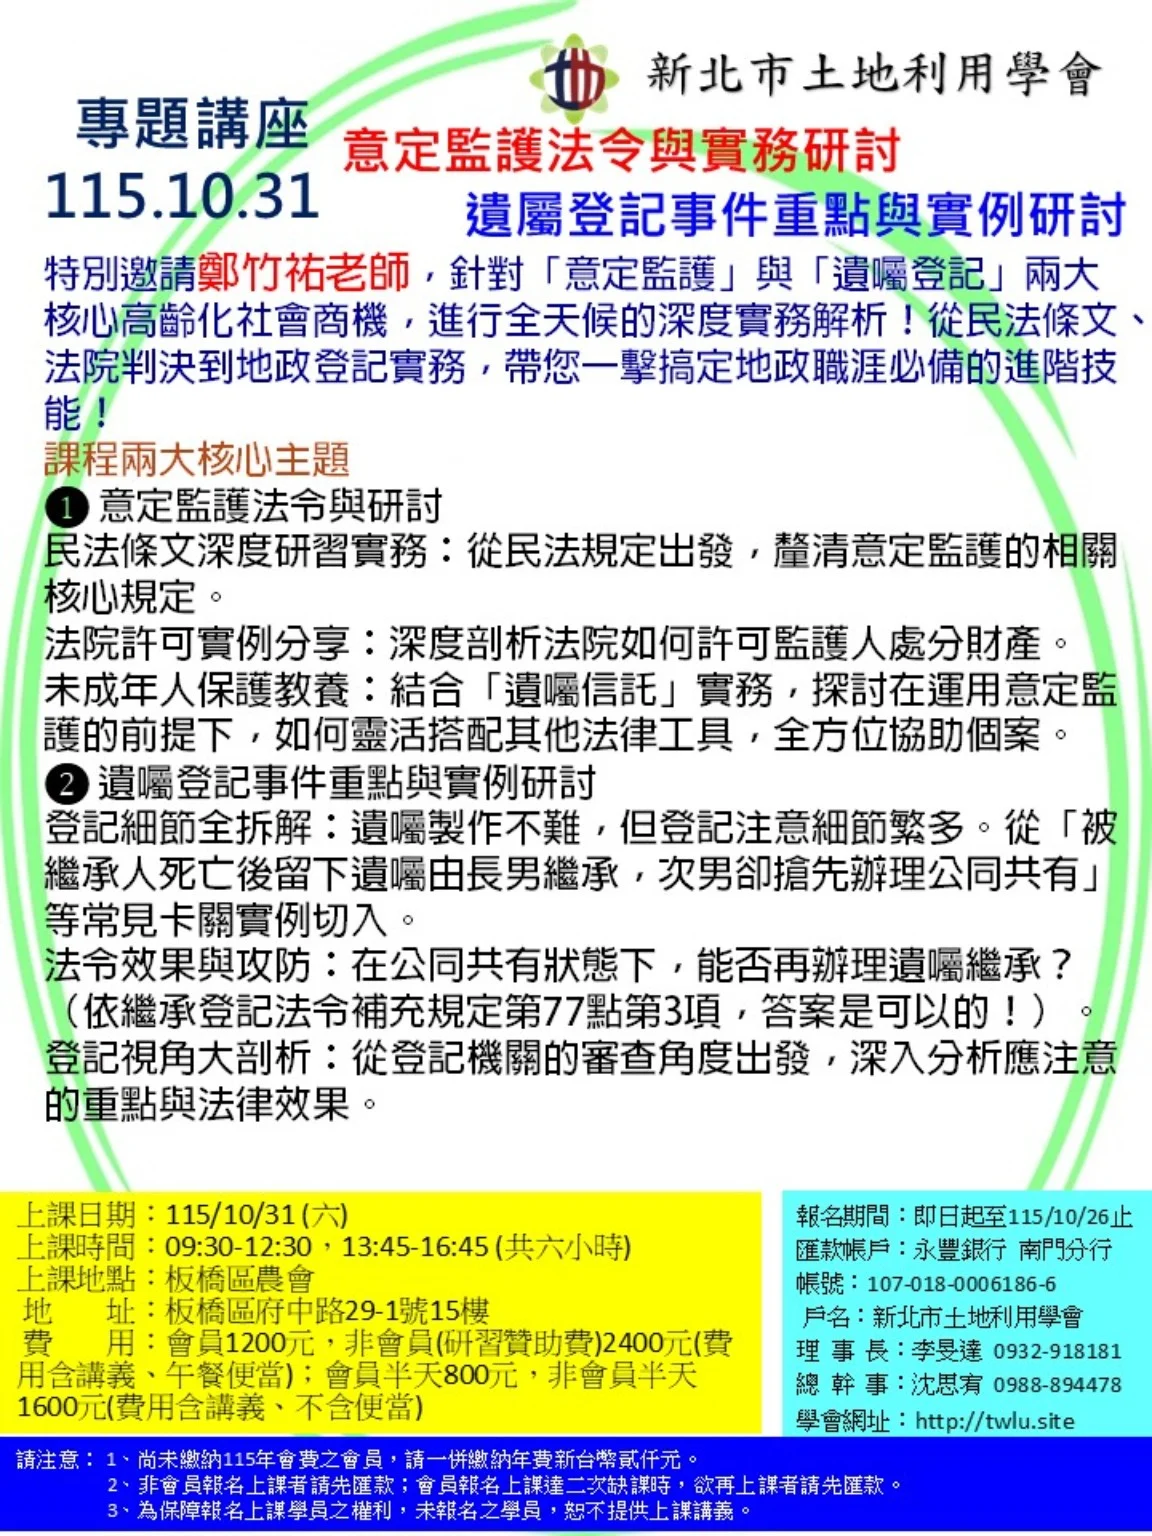 新北市土地利用學會
專題講座
115.10.31
意定監護法令與實務研討
遺屬登記事件重點與實例研討
特別邀請鄭竹祐老師，針對「意定監護」與「遺囑登記」兩大
核心高齡化社會商機，進行全天候的深度實務解析！從民法條文、
法院判決到地政登記實務，帶您一擊搞定地政職涯必備的進階技
能！
課程兩大核心主題
❶ 意定監護法令與研討
民法條文深度研習實務：從民法規定出發，釐清意定監護的相關
核心規定。
法院許可實例分享：深度剖析法院如何許可監護人處分財產。
未成年人保護教養：結合「遺囑信託」實務，探討在運用意定監
護的前提下，如何靈活搭配其他法律工具，全方位協助個案。
❷ 遺囑登記事件重點與實例研討
登記細節全拆解：遺囑製作不難，但登記注意細節繁多。從「被
繼承人死亡後留下遺囑由長男繼承，次男卻搶先辦理公同共有」
等常見卡關實例切入。
法令效果與攻防：在公同共有狀態下，能否再辦理遺囑繼承？
（依繼承登記法令補充規定第77點第3項，答案是可以的！）。
登記視角大剖析：從登記機關的審查角度出發，深入分析應注意
的重點與法律效果。
上課日期：115/10/31 (六)
上課時間：09:30-12:30，13:45-16:45 (共六小時)
上課地點：板橋區農會
地 址：板橋區府中路29-1號15樓
費 用：會員1200元，非會員(研習贊助費)2400元(費
用含講義、午餐便當)；會員半天800元，非會員半天
1600元(費用含講義、不含便當)
報名期間：即日起至115/10/26止
匯款帳戶：永豐銀行 南門分行
帳號：107-018-0006186-6
戶名：新北市土地利用學會
理 事 長：李旻達 0932-918181
總 幹 事：沈思宥 0988-894478
學會網址：http://twlu.site
請注意： 1、尚未繳納115年會費之會員，請一併繳納年費新台幣貳仟元。
2、非會員報名上課者請先匯款；會員報名上課達二次缺課時，欲再上課者請先匯款。
3、為保障報名上課學員之權利，未報名之學員，恕不提供上課講義。